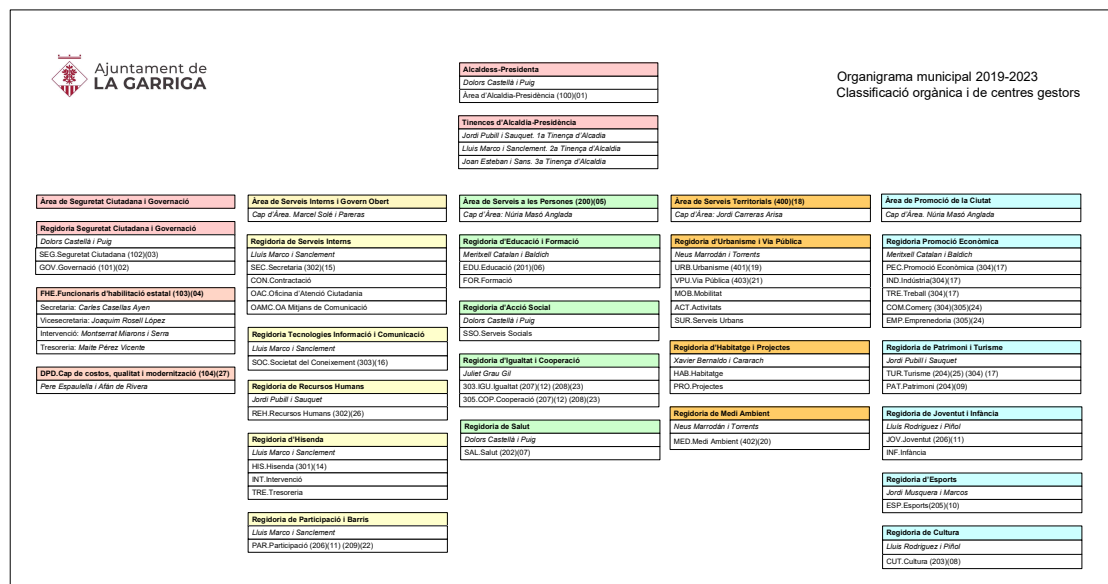 Ajuntament de
LA GARRIGA
Organigrama municipal 2019-2023
Classificació orgànica i de centres gestors
Alcaldess-Presidenta
Dolors Castellà i Puig
Àrea d'Alcaldia-Presidència (100)(01)
Tinences d'Alcaldia-Presidència
Jordi Pubill i Sauquet. 1a Tinença d'Alcadia
Lluis Marco i Sanclement. 2a Tinença d'Alcaldia
Joan Esteban i Sans. 3a Tinença d'Alcaldia
Àrea de Seguretat Ciutadana i Governació
Regidoria Seguretat Ciutadana i Governació
Dolors Castellà i Puig
SEG.Seguretat Ciutadana (102)(03)
GOV.Governació (101)(02)
FHE.Funcionaris d'habilitació estatal (103)(04)
Secretaria: Carles Casellas Ayen
Vicesecretaria: Joaquim Rosell López
Intervenció: Montserrat Miarons i Serra
Tresoreria: Maite Pérez Vicente
DPD.Cap de costos, qualitat i modernització (104)(27)
Pere Espaulella i Afán de Rivera
Àrea de Serveis Interns i Govern Obert
Cap d'Àrea. Marcel Solé i Pareras
Regidoria de Serveis Interns
Lluis Marco i Sanclement
SEC.Secretaria (302)(15)
CON.Contractació
OAC.Oficina d'Atenció Ciutadania
OAMC.OA Mitjans de Comunicació
Regidoria Tecnologies Informació i Comunicació
Lluis Marco i Sanclement
SOC.Societat del Coneixement (303)(16)
Regidoria de Recursos Humans
Jordi Pubill i Sauquet
REH.Recursos Humans (302)(26)
Regidoria d'Hisenda
Lluis Marco i Sanclement
HIS.Hisenda (301)(14)
INT.Intervenció
TRE.Tresoreria
Regidoria de Participació i Barris
Lluis Marco i Sanclement
PAR.Participació (206)(11) (209)(22)
Àrea de Serveis a les Persones (200)(05)
Cap d'Àrea: Núria Masó Anglada
Regidoria d'Educació i Formació
Meritxell Catalan i Baldich
EDU.Educació (201)(06)
FOR.Formació
Regidoria d'Acció Social
Dolors Castellà i Puig
SSO.Serveis Socials
Regidoria d'Igualtat i Cooperació
Juliet Grau Gil
303.IGU.Igualtat (207)(12) (208)(23)
305.COP.Cooperació (207)(12) (208)(23)
Regidoria de Salut
Dolors Castellà i Puig
SAL.Salut (202)(07)
Àrea de Serveis Territorials (400)(18)
Cap d'Àrea: Jordi Carreras Arisa
Regidoria d'Urbanisme i Via Pública
Neus Marrodán i Torrents
URB.Urbanisme (401)(19)
VPU.Via Pública (403)(21)
MOB.Mobilitat
ACT.Activitats
SUR.Serveis Urbans
Regidoria d'Habitatge i Projectes
Xavier Bernaldo i Cararach
HAB.Habitatge
PRO.Projectes
Regidoria de Medi Ambient
Neus Marrodán i Torrents
MED.Medi Ambient (402)(20)
Àrea de Promoció de la Ciutat
Cap d'Àrea. Núria Masó Anglada
Regidoria Promoció Econòmica
Meritxell Catalan i Baldich
PEC.Promoció Econòmica (304)(17)
IND.Indústria(304)(17)
TRE.Treball (304)(17)
COM.Comerç (304)(305)(24)
EMP.Emprenedoria (305)(24)
Regidoria de Patrimoni i Turisme
Jordi Pubull i Sauquet
TUR.Turisme (204)(25) (304) (17)
PAT.Patrimoni (204)(09)
Regidoria de Joventut i Infància
Lluís Rodriguez i Piñol
JOV.Joventut (206)(11)
INF.Infància
Regidoria d'Esports
Jordi Musquera i Marcos
ESP.Esports(205)(10)
Regidoria de Cultura
Lluis Rodriguez i Piñol
CUT.Cultura (203)(08)